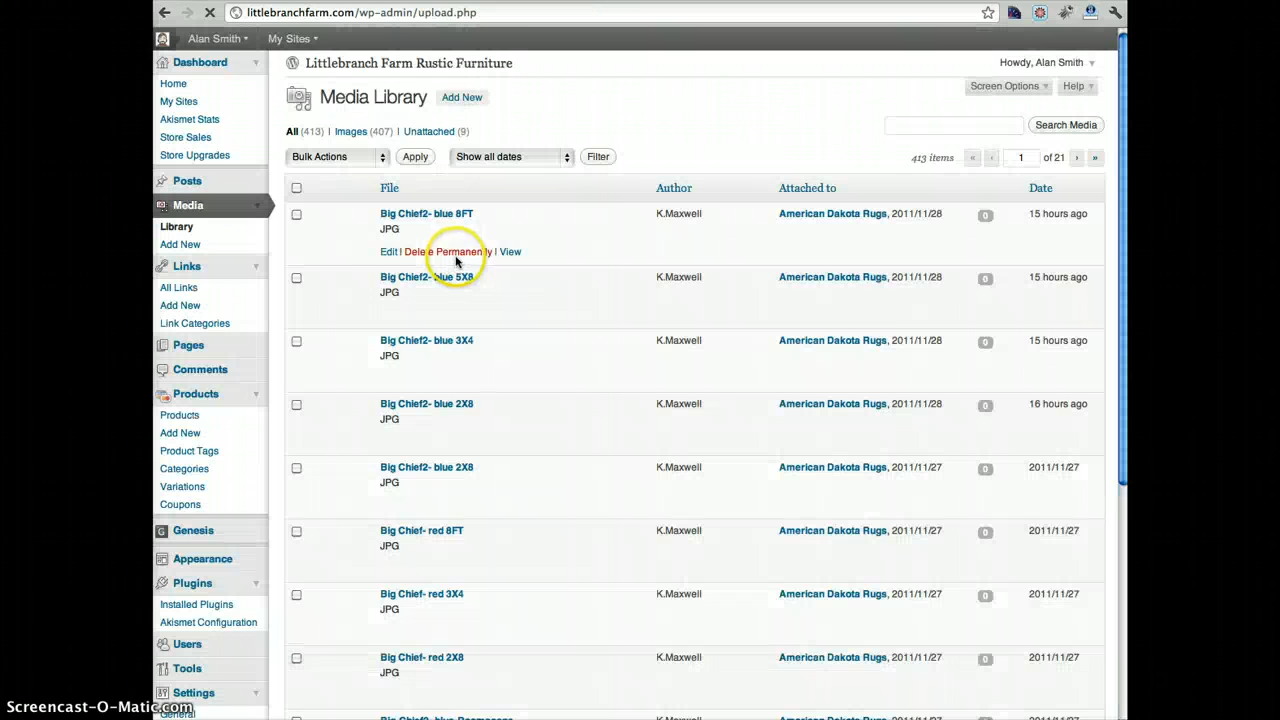 littlebranchfarm.com/wp-admin/upload.php
Alan Smith My Sites
Littlebranch Farm Rustic Furniture
Howdy, Alan Smith
Screen Options Help
Media Library Add New
All (413) | Images (407) | Unattached (9)
Search Media
Bulk Actions Apply Show all dates Filter
413 items « ‹ 1 of 21 › »
Dashboard
Home
My Sites
Akismet Stats
Store Sales
Store Upgrades
Posts
Media
Library
Add New
Links
All Links
Add New
Link Categories
Pages
Comments
Products
Products
Add New
Product Tags
Categories
Variations
Coupons
Genesis
Appearance
Plugins
Installed Plugins
Akismet Configuration
Users
Tools
Settings
General
File Author Attached to Date
Big Chief2- blue 8FT K.Maxwell American Dakota Rugs, 2011/11/28 0 15 hours ago
JPG
Edit | Delete Permanently | View
Big Chief2- blue 5X8 K.Maxwell American Dakota Rugs, 2011/11/28 0 15 hours ago
JPG
Big Chief2- blue 3X4 K.Maxwell American Dakota Rugs, 2011/11/28 0 15 hours ago
JPG
Big Chief2- blue 2X8 K.Maxwell American Dakota Rugs, 2011/11/28 0 16 hours ago
JPG
Big Chief2- blue 2X8 K.Maxwell American Dakota Rugs, 2011/11/27 0 2011/11/27
JPG
Big Chief- red 8FT K.Maxwell American Dakota Rugs, 2011/11/27 0 2011/11/27
JPG
Big Chief- red 3X4 K.Maxwell American Dakota Rugs, 2011/11/27 0 2011/11/27
JPG
Big Chief- red 2X8 K.Maxwell American Dakota Rugs, 2011/11/27 0 2011/11/27
JPG
Screencast-O-Matic.com